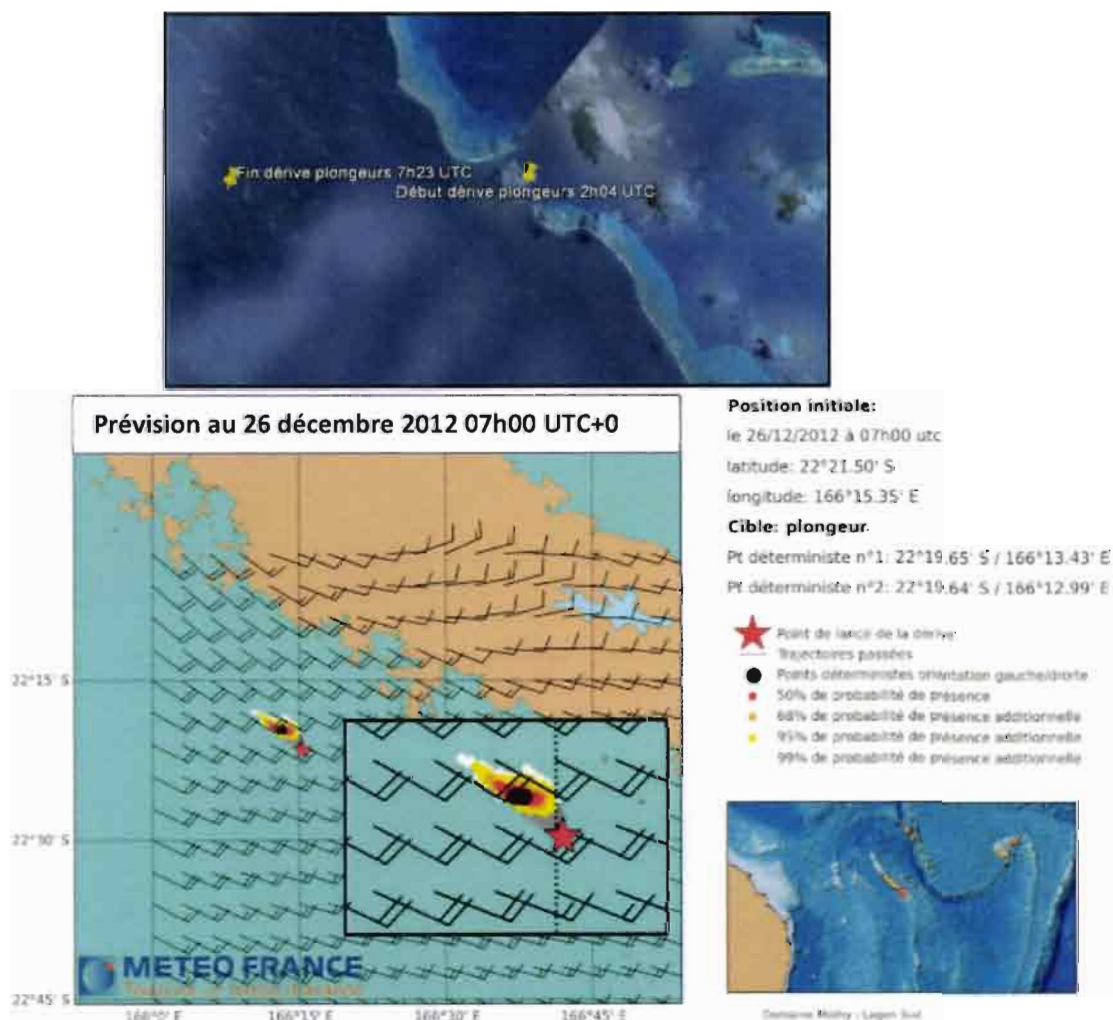 Fin dérive plongeurs 7h23 UTC
Début dérive plongeurs 2h04 UTC
Prévision au 26 décembre 2012 07h00 UTC+0
Position initiale:
le 26/12/2012 à 07h00 utc
latitude: 22°21.50' S
longitude: 166°15.35' E
Cible: plongeur
Pt déterministe n°1: 22°19.65' S / 166°13.43' E
Pt déterministe n°2: 22°19.64' S / 166°12.99' E
Point de lancé de la dérive
Trajectoires passées
Points déterministes orientation gauche/droite
50% de probabilité de présence
68% de probabilité de présence additionnelle
95% de probabilité de présence additionnelle
99% de probabilité de présence additionnelle
22°15' S
22°30' S
22°45' S
METEO FRANCE
166°0' E
166°15' E
166°30' E
166°45' E
Domaine Mothy : Lagon Sud